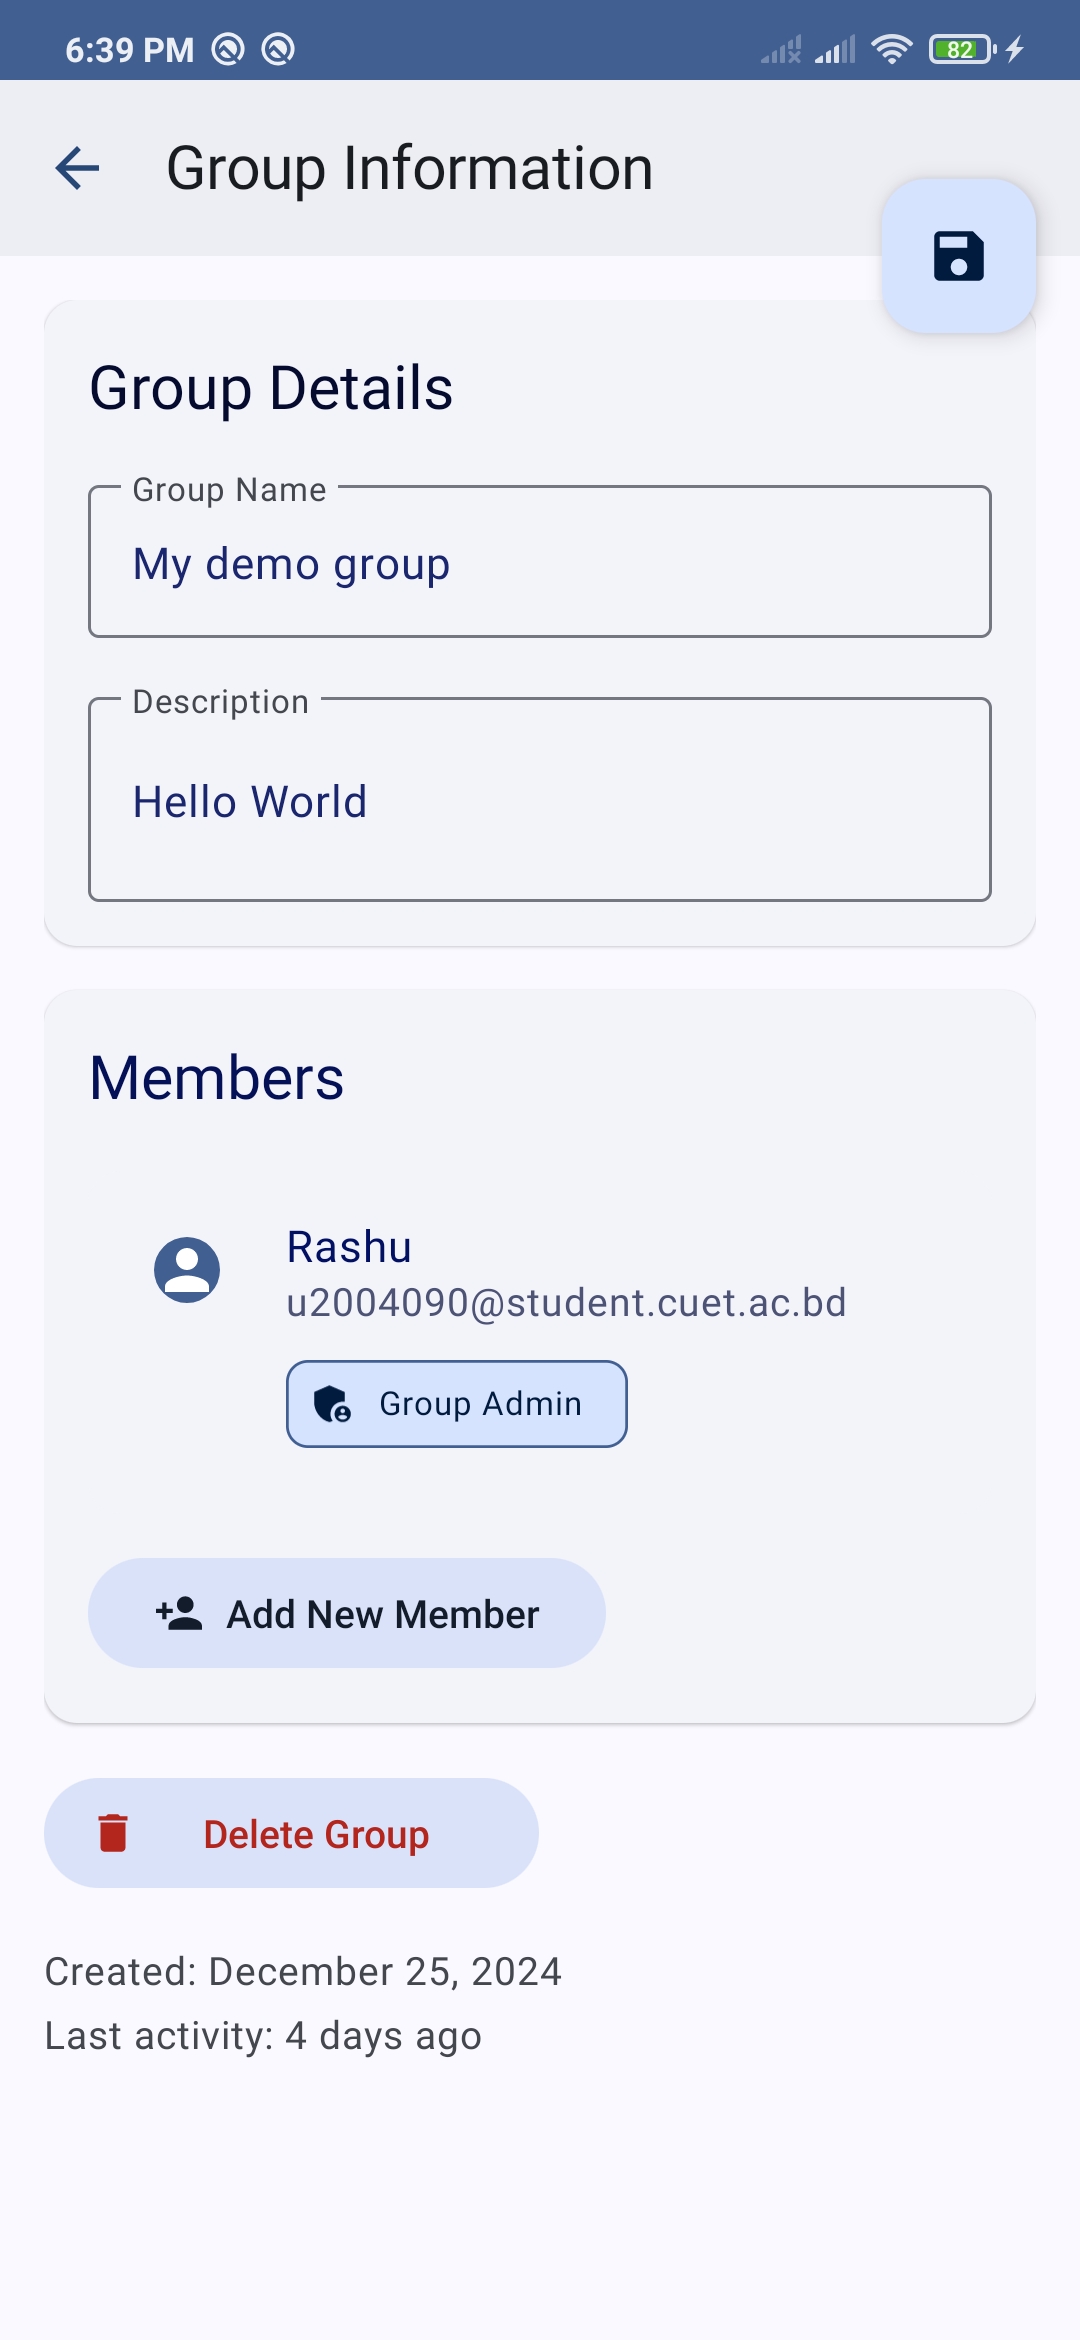 6:39 PM
82
Group Information
Group Details
Group Name
My demo group
Description
Hello World
Members
Rashu
u2004090@student.cuet.ac.bd
Group Admin
Add New Member
Delete Group
Created: December 25, 2024
Last activity: 4 days ago